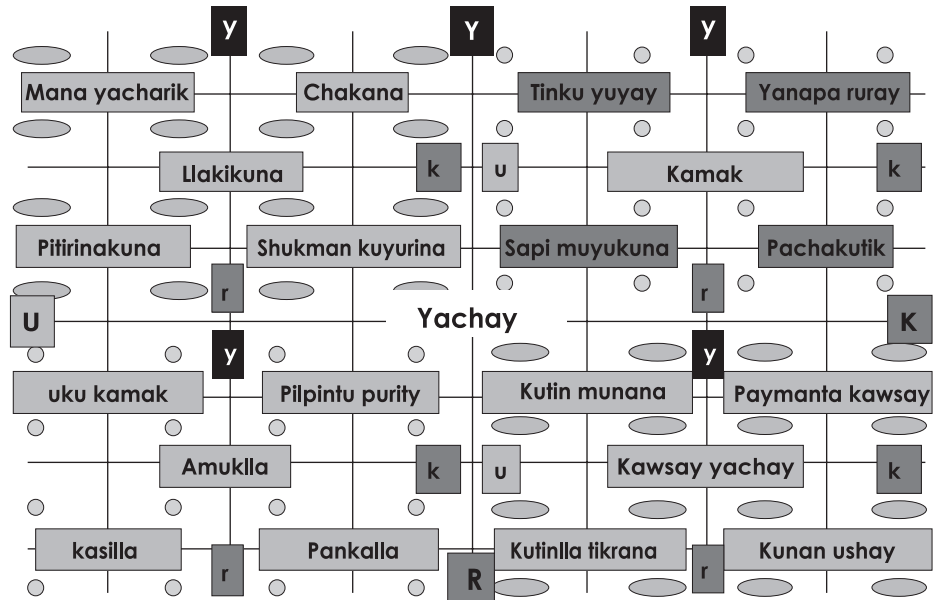 y
Y
y
Mana yacharik
Chakana
Tinku yuyay
Yanapa ruray
Llakikuna
k
u
Kamak
k
Pitirinakuna
Shukman kuyurina
Sapi muyukuna
Pachakutik
r
r
U
Yachay
K
y
y
uku kamak
Pilpintu purity
Kutin munana
Paymanta kawsay
Amuklla
k
u
Kawsay yachay
k
kasilla
Pankalla
Kutinlla tikrana
Kunan ushay
r
R
r